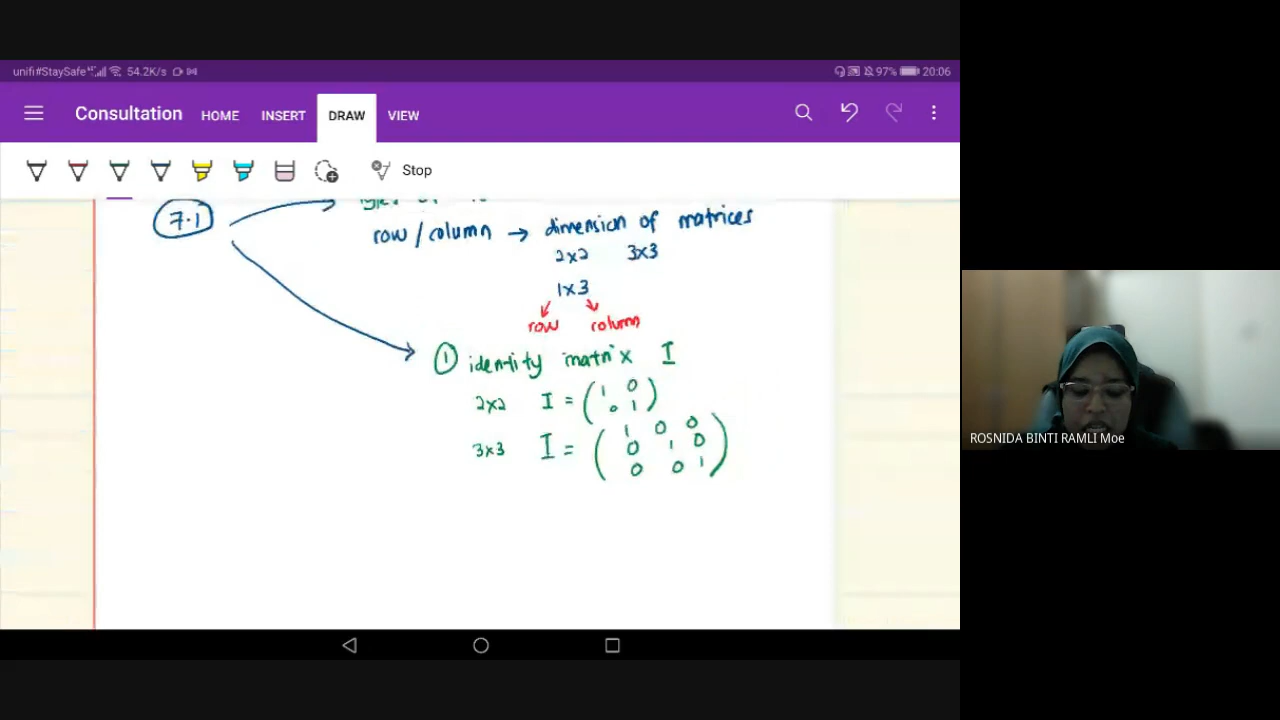 unifi#StaySafe 4G 54.2K/s 97% 20:06
Consultation HOME INSERT DRAW VIEW
Stop
7.1
row / column → dimension of matrices
2x2 3x3
1x3
row column
① identity matrix I
2x2 I = ( 1 0
0 1 )
3x3 I = ( 1 0 0
0 1 0
0 0 1 )
ROSNIDA BINTI RAMLI Moe